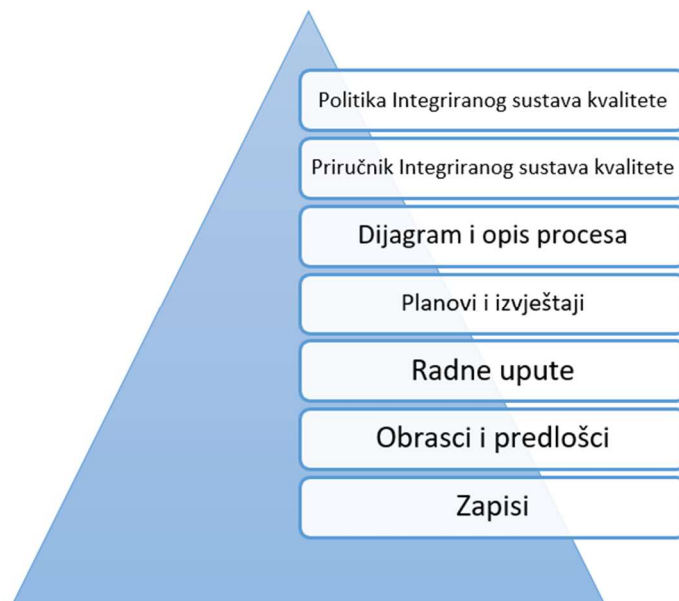 Politika Integriranog sustava kvalitete
Priručnik Integriranog sustava kvalitete
Dijagram i opis procesa
Planovi i izvještaji
Radne upute
Obrasci i predlošci
Zapisi